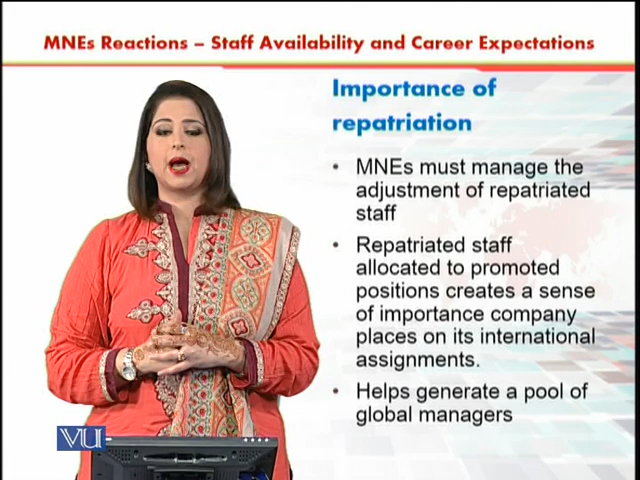 MNEs Reactions – Staff Availability and Career Expectations
Importance of
repatriation
• MNEs must manage the
adjustment of repatriated
staff
• Repatriated staff
allocated to promoted
positions creates a sense
of importance company
places on its international
assignments.
• Helps generate a pool of
global managers
VU